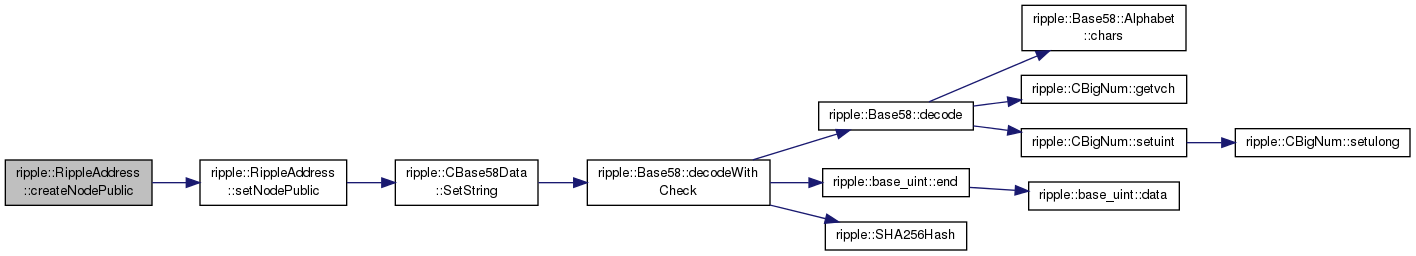 ripple::RippleAddress
::createNodePublic
ripple::RippleAddress
::setNodePublic
ripple::CBase58Data
::SetString
ripple::Base58::decodeWith
Check
ripple::Base58::decode
ripple::Base58::Alphabet
::chars
ripple::CBigNum::getvch
ripple::CBigNum::setuint
ripple::CBigNum::setulong
ripple::base_uint::end
ripple::base_uint::data
ripple::SHA256Hash